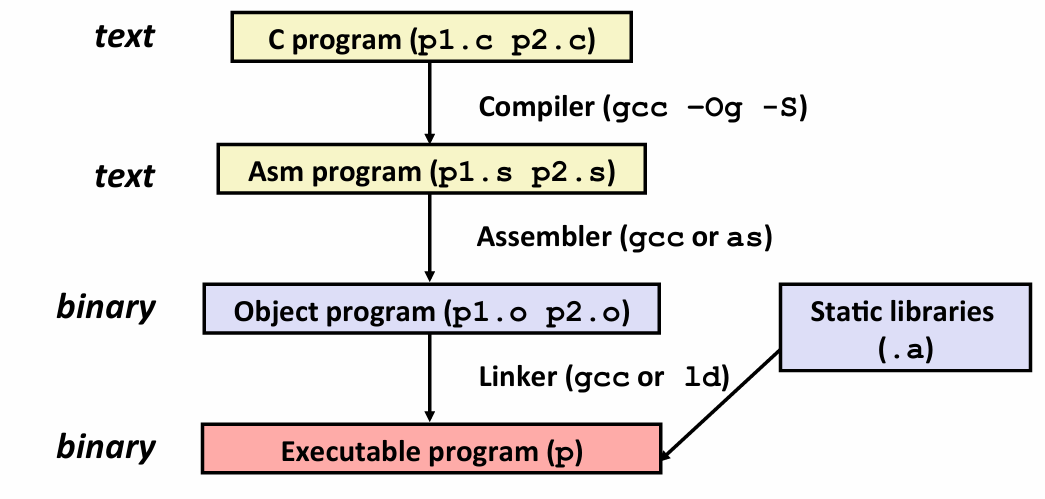 text
C program (p1.c p2.c)
Compiler (gcc –Og -S)
text
Asm program (p1.s p2.s)
Assembler (gcc or as)
binary
Object program (p1.o p2.o)
Static libraries
(.a)
Linker (gcc or ld)
binary
Executable program (p)